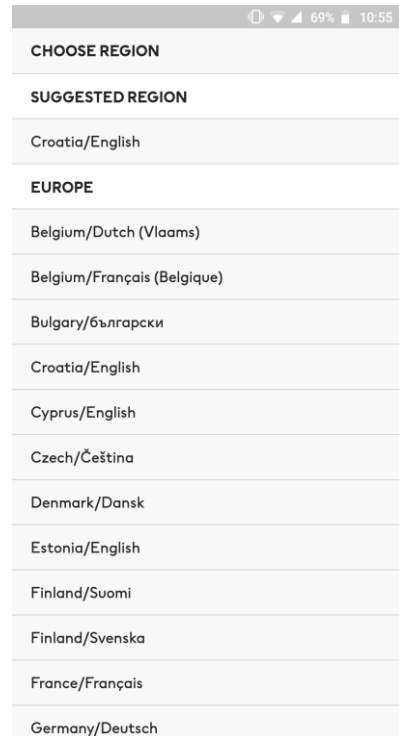 69% 10:55
CHOOSE REGION
SUGGESTED REGION
Croatia/English
EUROPE
Belgium/Dutch (Vlaams)
Belgium/Français (Belgique)
Bulgary/български
Croatia/English
Cyprus/English
Czech/Čeština
Denmark/Dansk
Estonia/English
Finland/Suomi
Finland/Svenska
France/Français
Germany/Deutsch